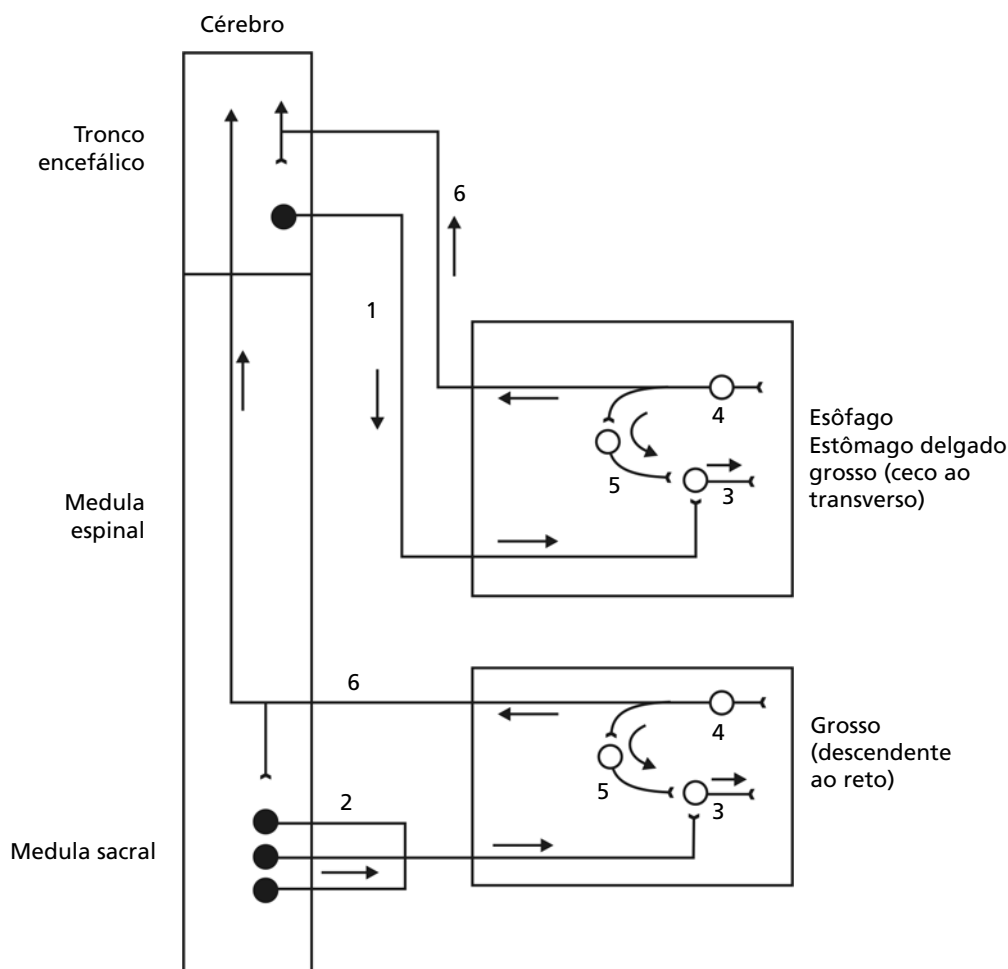 Cérebro
Tronco
encefálico
6
1
4
5
3
Esôfago
Estômago delgado
grosso (ceco ao
transverso)
Medula
espinal
6
4
5
3
Grosso
(descendente
ao reto)
2
Medula sacral